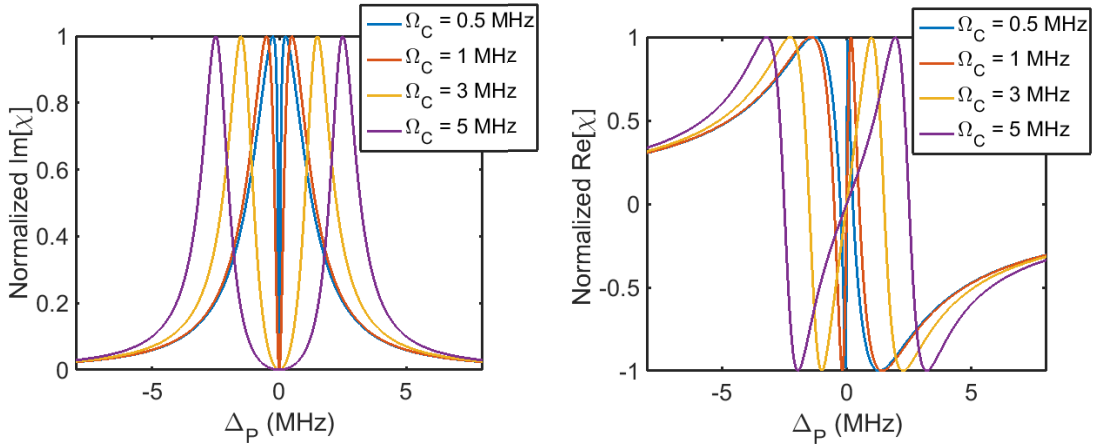 Ω_C = 0.5 MHz
Ω_C = 1 MHz
Ω_C = 3 MHz
Ω_C = 5 MHz
1
0.8
0.6
0.4
0.2
0
-5
0
5
Normalized Im[χ]
Δ_P (MHz)
Ω_C = 0.5 MHz
Ω_C = 1 MHz
Ω_C = 3 MHz
Ω_C = 5 MHz
1
0.5
0
-0.5
-1
-5
0
5
Normalized Re[χ]
Δ_P (MHz)